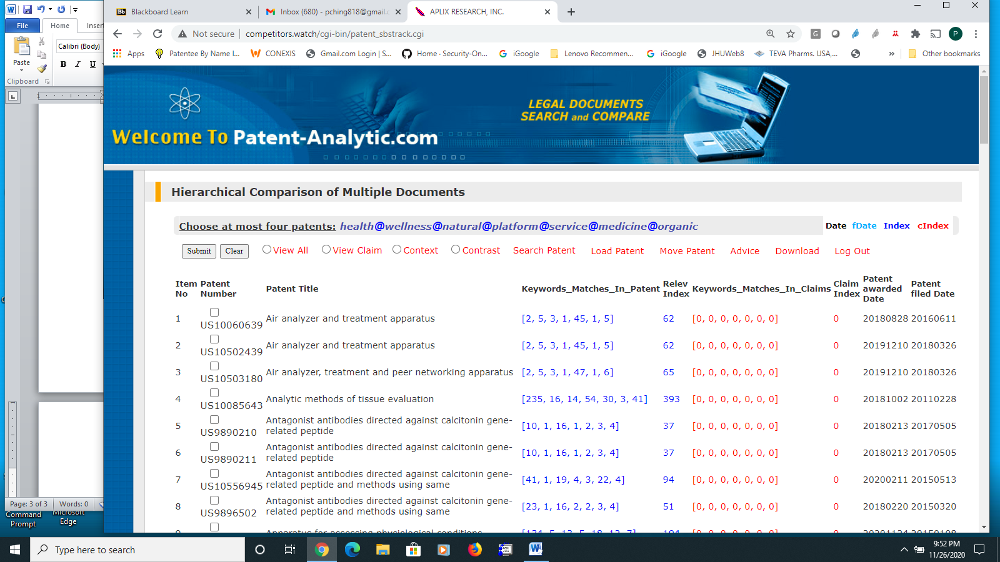 Blackboard Learn
Inbox (680) - pching818@gmail.c
APLIX RESEARCH, INC.
File
Home
Inser
Not secure
competitors.watch/cgi-bin/patent_sbstrack.cgi
Calibri (Body)
Paste
B I U
Clipboard
Apps
Patentee By Name I...
CONEXIS
Gmail.com Login | S...
Home · Security-On...
iGoogle
Lenovo Recommen...
iGoogle
JHUWeb8
TEVA Pharms. USA,...
»
Other bookmarks
LEGAL DOCUMENTS
SEARCH and COMPARE
Welcome To Patent-Analytic.com
Hierarchical Comparison of Multiple Documents
Choose at most four patents: health@wellness@natural@platform@service@medicine@organic
Date fDate Index cIndex
Submit Clear View All View Claim Context Contrast Search Patent Load Patent Move Patent Advice Download Log Out
Item No Patent Number Patent Title Keywords_Matches_In_Patent Relev Index Keywords_Matches_In_Claims Claim Index Patent awarded Date Patent filed Date
1 US10060639 Air analyzer and treatment apparatus [2, 5, 3, 1, 45, 1, 5] 62 [0, 0, 0, 0, 0, 0, 0] 0 20180828 20160611
2 US10502439 Air analyzer and treatment apparatus [2, 5, 3, 1, 45, 1, 5] 62 [0, 0, 0, 0, 0, 0, 0] 0 20191210 20180326
3 US10503180 Air analyzer, treatment and peer networking apparatus [2, 5, 3, 1, 47, 1, 6] 65 [0, 0, 0, 0, 0, 0, 0] 0 20191210 20180326
4 US10085643 Analytic methods of tissue evaluation [235, 16, 14, 54, 30, 3, 41] 393 [0, 0, 0, 0, 0, 0, 0] 0 20181002 20110228
5 US9890210 Antagonist antibodies directed against calcitonin gene-related peptide [10, 1, 16, 1, 2, 3, 4] 37 [0, 0, 0, 0, 0, 0, 0] 0 20180213 20170505
6 US9890211 Antagonist antibodies directed against calcitonin gene-related peptide [10, 1, 16, 1, 2, 3, 4] 37 [0, 0, 0, 0, 0, 0, 0] 0 20180213 20170505
7 US10556945 Antagonist antibodies directed against calcitonin gene-related peptide and methods using same [41, 1, 19, 4, 3, 22, 4] 94 [0, 0, 0, 0, 0, 0, 0] 0 20200211 20150513
8 US9896502 Antagonist antibodies directed against calcitonin gene-related peptide and methods using same [23, 1, 16, 2, 2, 3, 4] 51 [0, 0, 0, 0, 0, 0, 0] 0 20180220 20150320
Apparatus for assessing physiological conditions
Page: 3 of 3
Words: 0
Command Prompt
Microsoft Edge
Type here to search
9:52 PM
11/26/2020